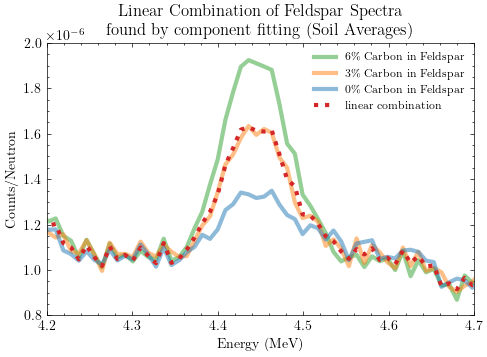 Linear Combination of Feldspar Spectra
found by component fitting (Soil Averages)
×10⁻⁶
2.0
1.8
1.6
1.4
1.2
1.0
0.8
Counts/Neutron
6% Carbon in Feldspar
3% Carbon in Feldspar
0% Carbon in Feldspar
linear combination
4.2 4.3 4.4 4.5 4.6 4.7
Energy (MeV)